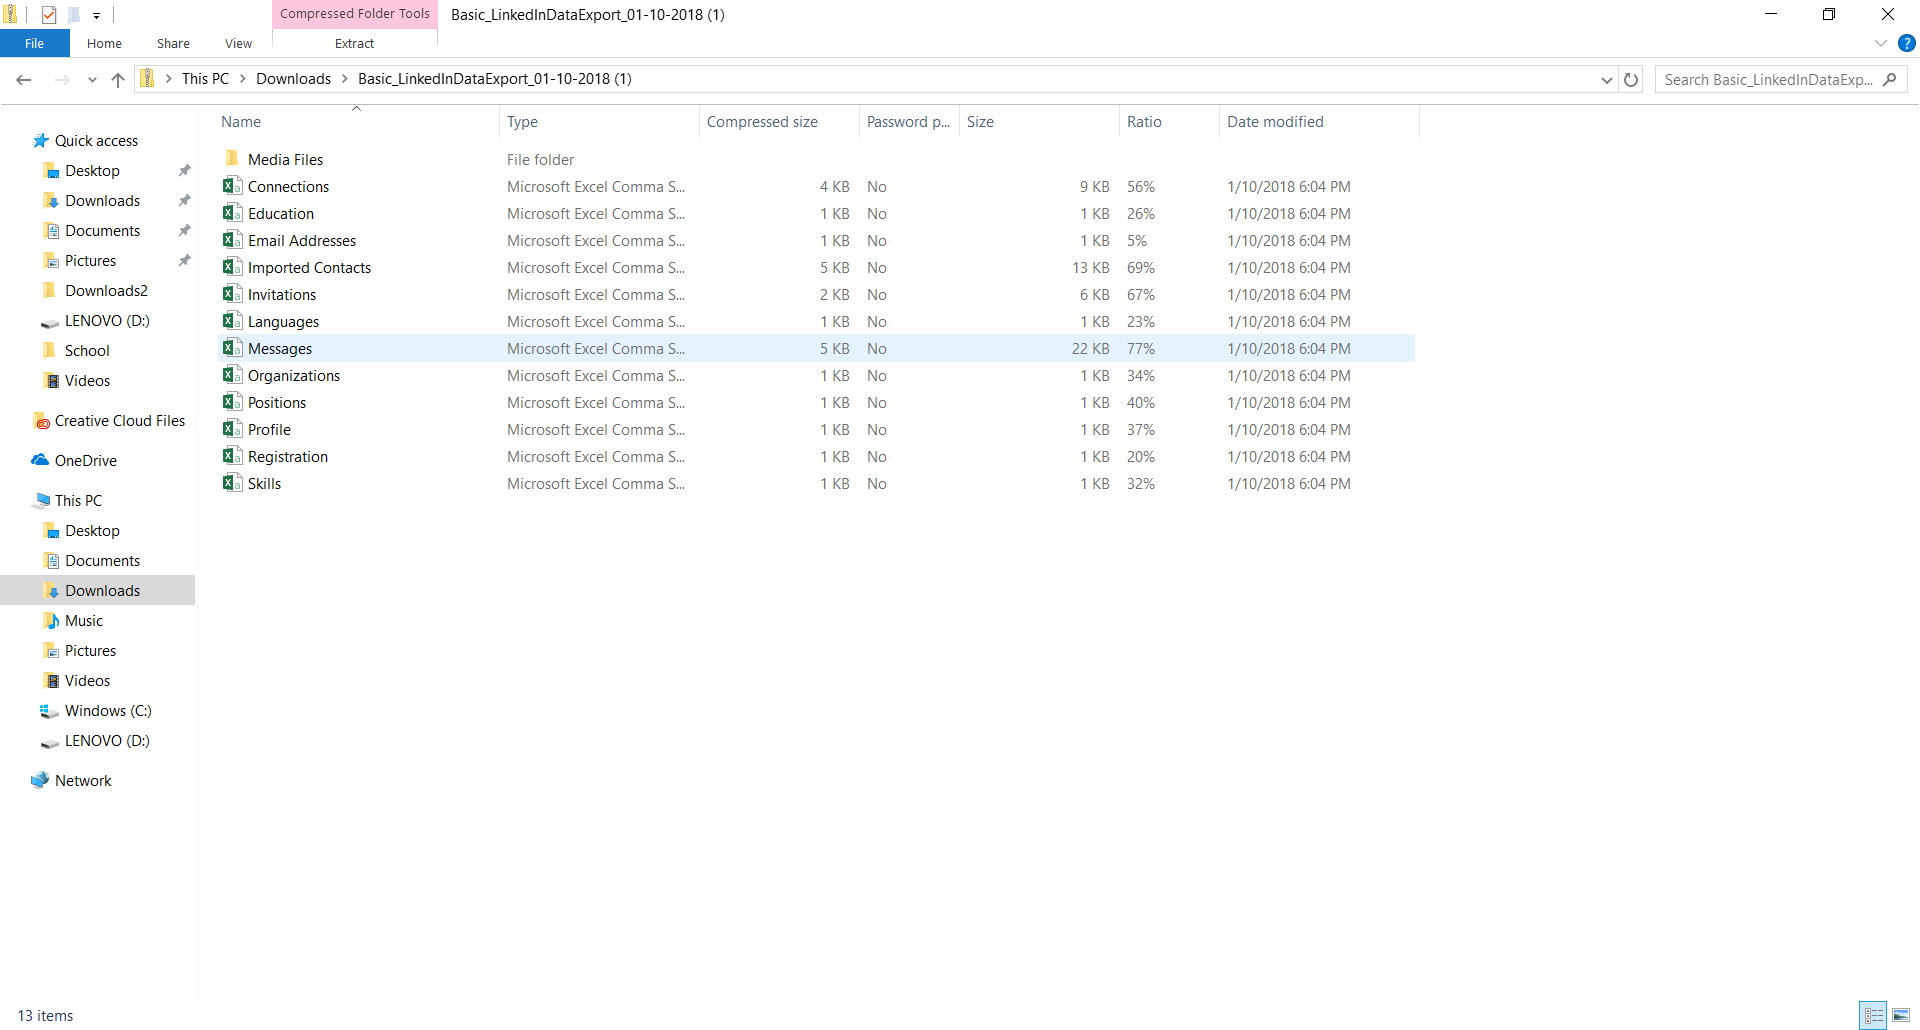 Compressed Folder Tools Basic_LinkedInDataExport_01-10-2018 (1)
File Home Share View Extract
This PC Downloads Basic_LinkedInDataExport_01-10-2018 (1) Search Basic_LinkedInDataExp...
Name Type Compressed size Password p... Size Ratio Date modified
Media Files File folder
Connections Microsoft Excel Comma S... 4 KB No 9 KB 56% 1/10/2018 6:04 PM
Education Microsoft Excel Comma S... 1 KB No 1 KB 26% 1/10/2018 6:04 PM
Email Addresses Microsoft Excel Comma S... 1 KB No 1 KB 5% 1/10/2018 6:04 PM
Imported Contacts Microsoft Excel Comma S... 5 KB No 13 KB 69% 1/10/2018 6:04 PM
Invitations Microsoft Excel Comma S... 2 KB No 6 KB 67% 1/10/2018 6:04 PM
Languages Microsoft Excel Comma S... 1 KB No 1 KB 23% 1/10/2018 6:04 PM
Messages Microsoft Excel Comma S... 5 KB No 22 KB 77% 1/10/2018 6:04 PM
Organizations Microsoft Excel Comma S... 1 KB No 1 KB 34% 1/10/2018 6:04 PM
Positions Microsoft Excel Comma S... 1 KB No 1 KB 40% 1/10/2018 6:04 PM
Profile Microsoft Excel Comma S... 1 KB No 1 KB 37% 1/10/2018 6:04 PM
Registration Microsoft Excel Comma S... 1 KB No 1 KB 20% 1/10/2018 6:04 PM
Skills Microsoft Excel Comma S... 1 KB No 1 KB 32% 1/10/2018 6:04 PM
Quick access
Desktop
Downloads
Documents
Pictures
Downloads2
LENOVO (D:)
School
Videos
Creative Cloud Files
OneDrive
This PC
Desktop
Documents
Downloads
Music
Pictures
Videos
Windows (C:)
LENOVO (D:)
Network
13 items